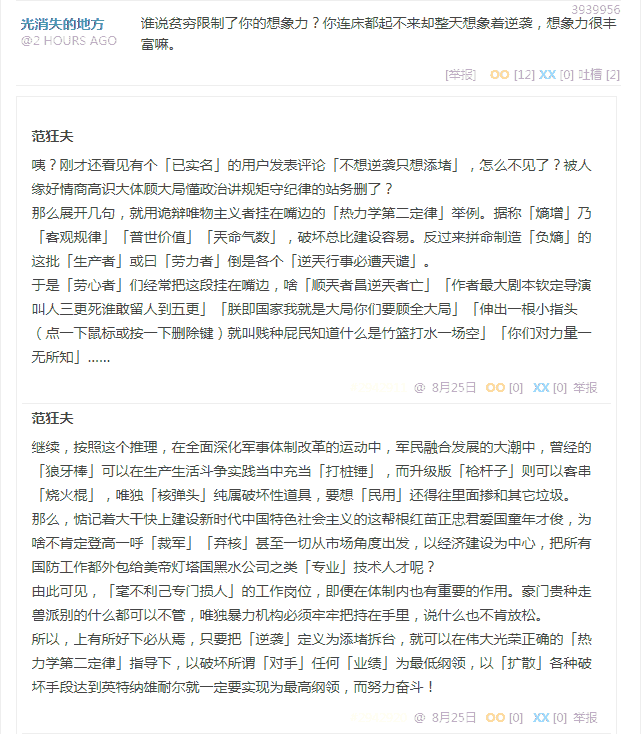 3939956
光消失的地方
@2 HOURS AGO
谁说贫穷限制了你的想象力？你连床都起不来却整天想象着逆袭，想象力很丰
富嘛。
[举报] OO [12] XX [0] 吐槽 [2]
范狂夫
咦？刚才还看见有个「已实名」的用户发表评论「不想逆袭只想添堵」，怎么不见了？被人
缘好情商高识大体顾大局懂政治讲规矩守纪律的站务删了？
那么展开几句，就用诡辩唯物主义者挂在嘴边的「热力学第二定律」举例。据称「熵增」乃
「客观规律」「普世价值」「天命气数」，破坏总比建设容易。反过来拼命制造「负熵」的
这批「生产者」或曰「劳力者」倒是各个「逆天行事必遭天谴」。
于是「劳心者」们经常把这段挂在嘴边，啥「顺天者昌逆天者亡」「作者最大剧本钦定导演
叫人三更死谁敢留人到五更」「朕即国家我就是大局你们要顾全大局」「伸出一根小指头
（点一下鼠标或按一下删除键）就叫贱种屁民知道什么是竹篮打水一场空」「你们对力量一
无所知」……
@ 8月25日 OO [0] XX [0] 举报
范狂夫
继续，按照这个推理，在全面深化军事体制改革的运动中，军民融合发展的大潮中，曾经的
「狼牙棒」可以在生产生活斗争实践当中充当「打桩锤」，而升级版「枪杆子」则可以客串
「烧火棍」，唯独「核弹头」纯属破坏性道具，要想「民用」还得往里面掺和其它垃圾。
那么，惦记着大干快上建设新时代中国特色社会主义的这帮根红苗正忠君爱国童年才俊，为
啥不肯定登高一呼「裁军」「弃核」甚至一切从市场角度出发，以经济建设为中心，把所有
国防工作都外包给美帝灯塔国黑水公司之类「专业」技术人才呢？
由此可见，「毫不利己专门损人」的工作岗位，即便在体制内也有重要的作用。豪门贵种走
兽派别的什么都可以不管，唯独暴力机构必须牢牢把持在手里，说什么也不肯放松。
所以，上有所好下必从焉，只要把「逆袭」定义为添堵拆台，就可以在伟大光荣正确的「热
力学第二定律」指导下，以破坏所谓「对手」任何「业绩」为最低纲领，以「扩散」各种破
坏手段达到英特纳雄耐尔就一定要实现为最高纲领，而努力奋斗！
@ 8月25日 OO [0] XX [0] 举报